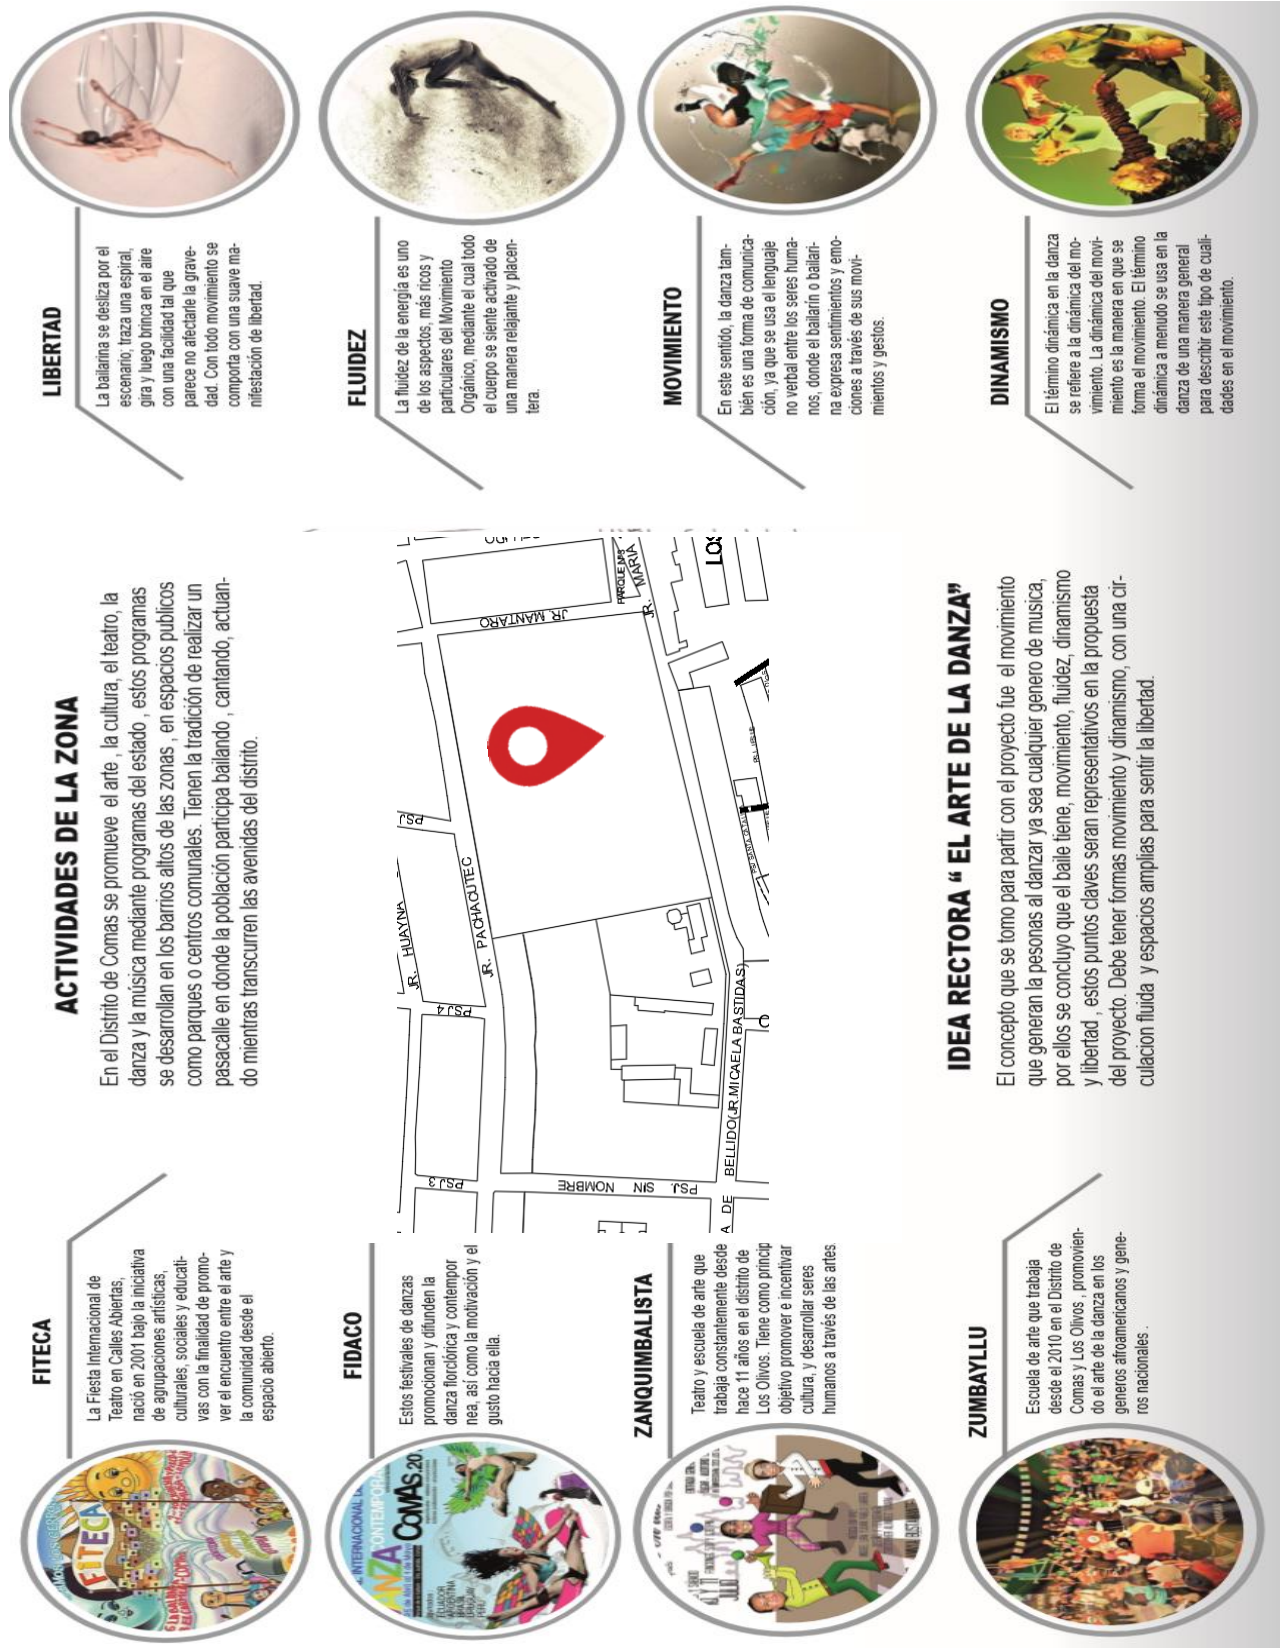 FITECA
La Fiesta Internacional de
Teatro en Calles Abiertas,
nació en 2001 bajo la iniciativa
de agrupaciones artísticas,
culturales, sociales y educati-
vas con la finalidad de promo-
ver el encuentro entre el arte y
la comunidad desde el
espacio abierto.
FITECA
FIDACO
Estos festivales de danzas
promocionan y difunden la
danza florclórica y contempor
nea, así como la motivación y el
gusto hacia ella.
INTERNACIONAL
COMAS
ZANQUIMBALISTA
Teatro y escuela de arte que
trabaja constantemente desde
hace 11 años en el distrito de
Los Olivos. Tiene como princip
objetivo promover e incentivar
cultura, y desarrollar seres
humanos a través de las artes
ZUMBAYLLU
Escuela de arte que trabaja
desde el 2010 en el Distrito de
Comas y Los Olivos , promovien-
do el arte de la danza en los
generos afroamericanos y gene-
ros nacionales .
ACTIVIDADES DE LA ZONA
En el Distrito de Comas se promueve el arte , la cultura, el teatro, la
danza y la música mediante programas del estado , estos programas
se desarrollan en los barrios altos de las zonas , en espacios publicos
como parques o centros comunales. Tienen la tradición de realizar un
pasacalle en donde la población participa bailando , cantando, actuan-
do mientras transcurren las avenidas del distrito.
JR. HUAYNA
PSJ
PSJ 3
PSJ 4
JR. PACHACUTEC
JR. MANTARO
PARQUE Nº3
JR. MARIA
LOS
PSJ. SIN NOMBRE
A DE BELLIDO(JR.MICAELA BASTIDAS)
IDEA RECTORA “ EL ARTE DE LA DANZA”
El concepto que se tomo para partir con el proyecto fue el movimiento
que generan la pesonas al danzar ya sea cualquier genero de musica,
por ellos se concluyo que el baile tiene, movimiento, fluidez, dinamismo
y libertad , estos puntos claves seran representativos en la propuesta
del proyecto. Debe tener formas movimiento y dinamismo, con una cir-
culacion fluida y espacios amplias para sentir la libertad.
LIBERTAD
La bailarina se desliza por el
escenario; traza una espiral,
gira y luego brinca en el aire
con una facilidad tal que
parece no afectarle la grave-
dad. Con todo movimiento se
comporta con una suave ma-
nifestación de libertad.
FLUIDEZ
La fluidez de la energía es uno
de los aspectos, más ricos y
particulares del Movimiento
Orgánico, mediante el cual todo
el cuerpo se siente activado de
una manera relajante y placen-
tera.
MOVIMIENTO
En este sentido, la danza tam-
bién es una forma de comunica-
ción, ya que se usa el lenguaje
no verbal entre los seres huma-
nos, donde el bailarín o bailari-
na expresa sentimientos y emo-
ciones a través de sus movi-
mientos y gestos.
DINAMISMO
El término dinámica en la danza
se refiere a la dinámica del mo-
vimiento. La dinámica del movi-
miento es la manera en que se
forma el movimiento. El término
dinámica a menudo se usa en la
danza de una manera general
para describir este tipo de cuali-
dades en el movimiento.